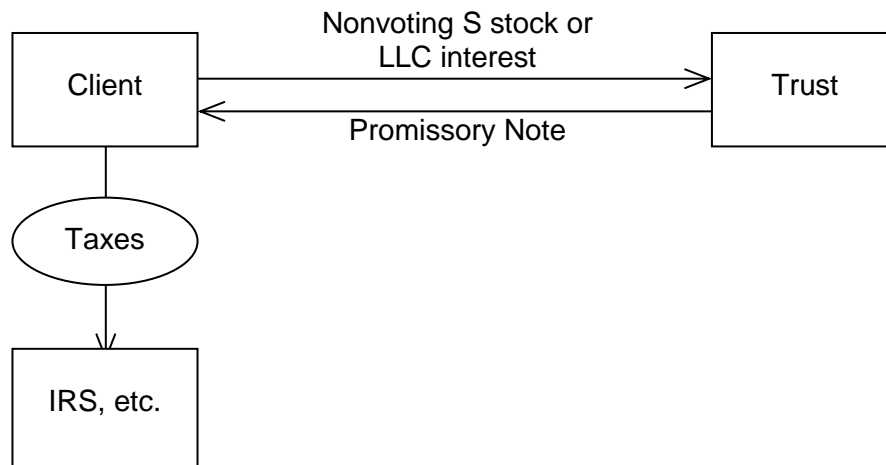 Nonvoting S stock or
LLC interest
Client
Trust
Promissory Note
Taxes
IRS, etc.